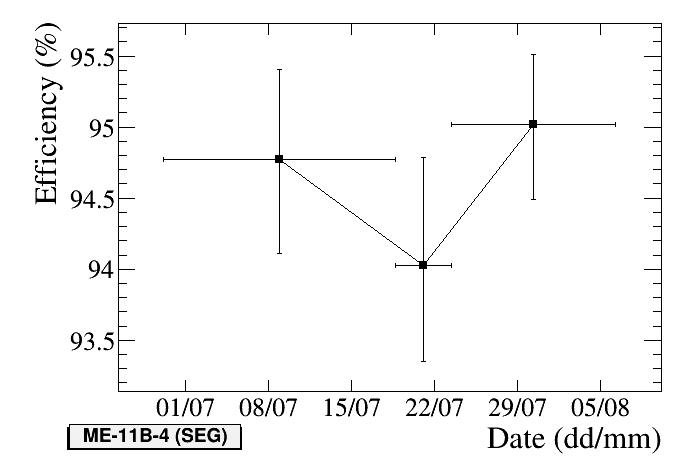 Efficiency (%)
95.5
95
94.5
94
93.5
01/07 08/07 15/07 22/07 29/07 05/08
ME-11B-4 (SEG)
Date (dd/mm)